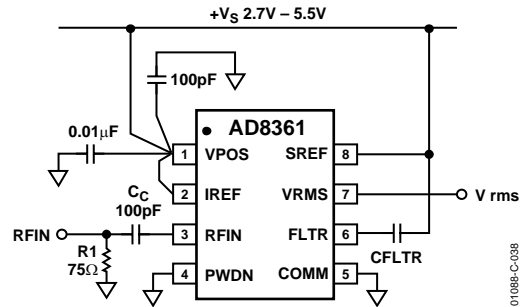 +VS 2.7V – 5.5V
100pF
0.01μF
AD8361
1 VPOS
SREF 8
2 IREF
VRMS 7
V rms
CC
100pF
RFIN
3 RFIN
FLTR 6
CFLTR
R1
75Ω
4 PWDN
COMM 5
01088-C-038